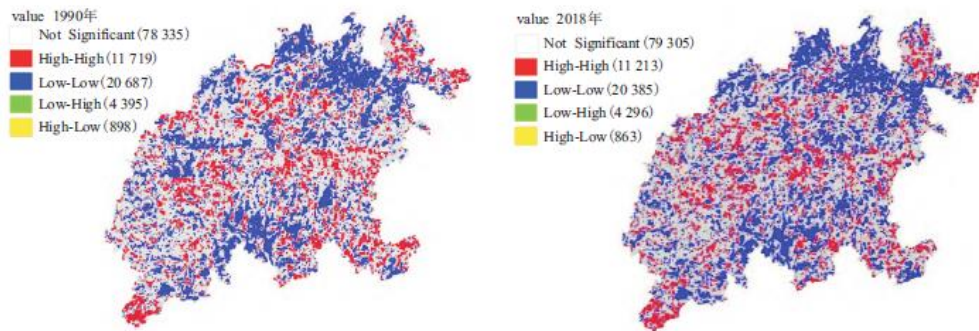 value 1990年
Not Significant(78 335)
High-High(11 719)
Low-Low(20 687)
Low-High(4 395)
High-Low(898)
value 2018年
Not Significant(79 305)
High-High(11 213)
Low-Low(20 385)
Low-High(4 296)
High-Low(863)